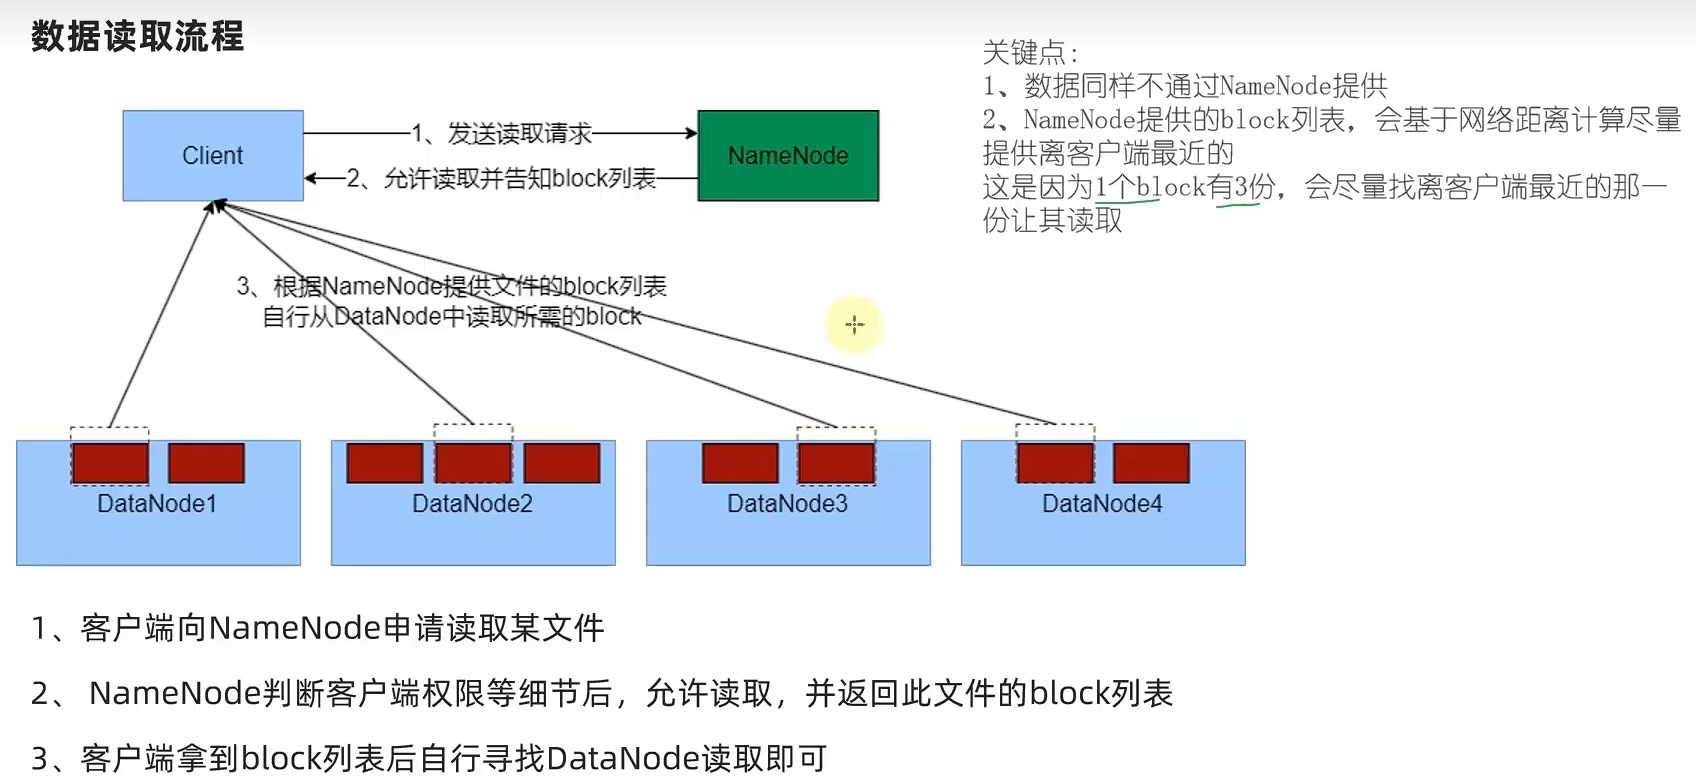 数据读取流程
关键点:
1、数据同样不通过NameNode提供
2、NameNode提供的block列表，会基于网络距离计算尽量
提供离客户端最近的
这是因为1个block有3份，会尽量找离客户端最近的那一
份让其读取
Client
1、发送读取请求
NameNode
2、允许读取并告知block列表
3、根据NameNode提供文件的block列表
自行从DataNode中读取所需的block
DataNode1
DataNode2
DataNode3
DataNode4
1、客户端向NameNode申请读取某文件
2、 NameNode判断客户端权限等细节后，允许读取，并返回此文件的block列表
3、客户端拿到block列表后自行寻找DataNode读取即可